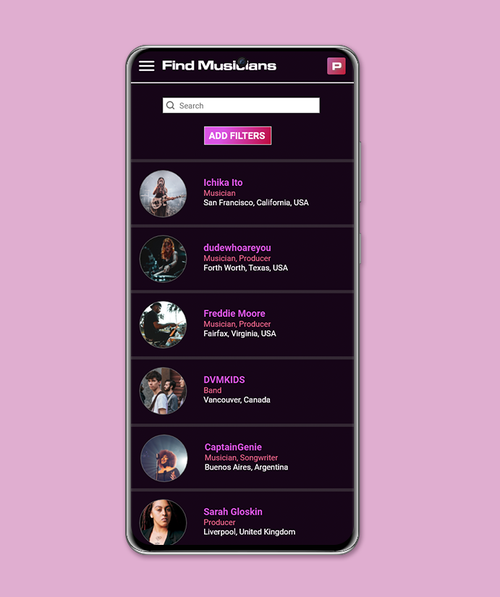 Find Musicians
P
Search
ADD FILTERS
Ichika Ito
Musician
San Francisco, California, USA
dudewhoareyou
Musician, Producer
Forth Worth, Texas, USA
Freddie Moore
Musician, Producer
Fairfax, Virginia, USA
DVMKIDS
Band
Vancouver, Canada
CaptainGenie
Musician, Songwriter
Buenos Aires, Argentina
Sarah Gloskin
Producer
Liverpool, United Kingdom